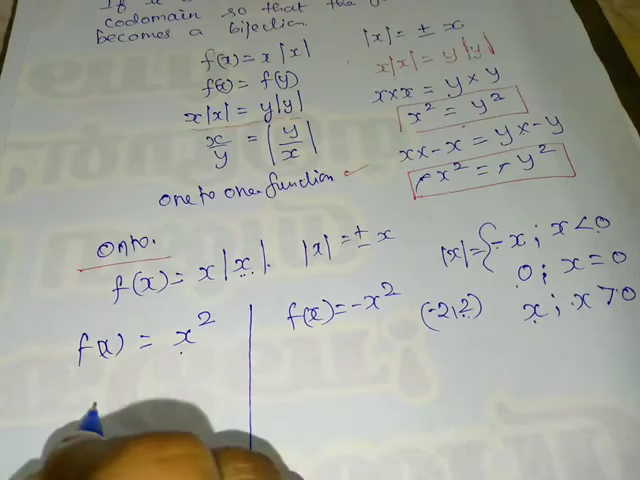 codomain so that the
becomes a bijection
f(x) = x|x|
f(x) = f(y)
x|x| = y|y|
x/y = |y/x|
one to one function ✓
|x| = ± x
x|x| = y|y|
x×x = y×y
x² = y²
x×-x = y×-y
-x² = -y²
Onto.
f(x) = x|x|. |x| = ± x
|x| = { -x ; x<0
0 ; x = 0
x ; x>0
f(x) = x²
f(x) = -x² (-2,2)